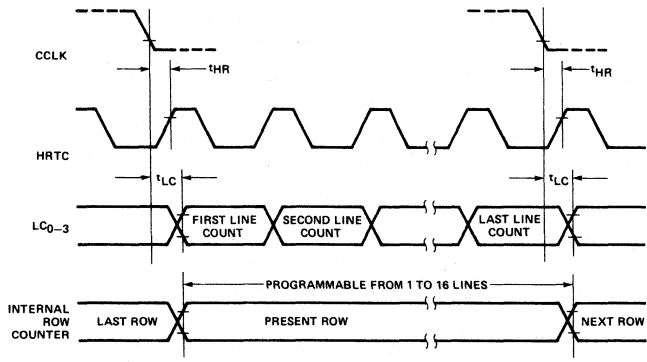 CCLK
tHR
tHR
HRTC
tLC
tLC
LC0–3
FIRST LINE
COUNT
SECOND LINE
COUNT
LAST LINE
COUNT
PROGRAMMABLE FROM 1 TO 16 LINES
INTERNAL
ROW
COUNTER
LAST ROW
PRESENT ROW
NEXT ROW